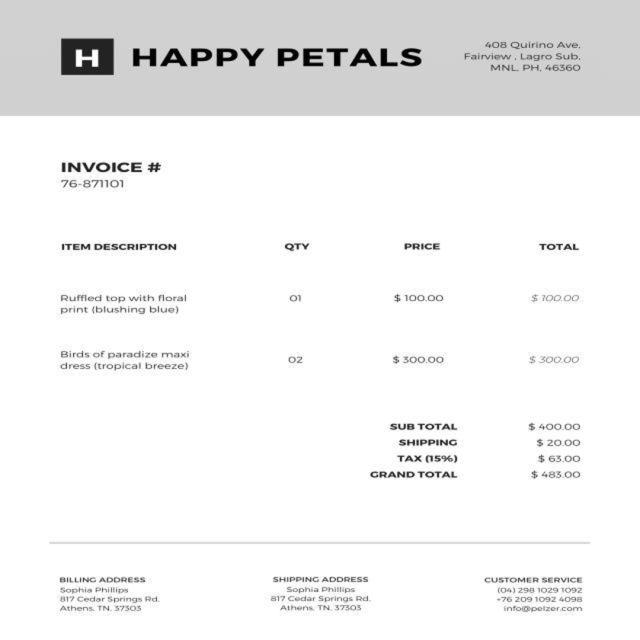 H HAPPY PETALS
408 Quirino Ave,
Fairview , Lagro Sub,
MNL, PH, 46360
INVOICE #
76-871101
ITEM DESCRIPTION QTY PRICE TOTAL
Ruffled top with floral
print (blushing blue) 01 $ 100.00 $ 100.00
Birds of paradize maxi
dress (tropical breeze) 02 $ 300.00 $ 300.00
SUB TOTAL $ 400.00
SHIPPING $ 20.00
TAX (15%) $ 63.00
GRAND TOTAL $ 483.00
BILLING ADDRESS
Sophia Phillips
817 Cedar Springs Rd.
Athens, TN, 37303
SHIPPING ADDRESS
Sophia Phillips
817 Cedar Springs Rd.
Athens, TN, 37303
CUSTOMER SERVICE
(04) 298 1029 1092
+76 209 1092 4098
info@pelzer.com